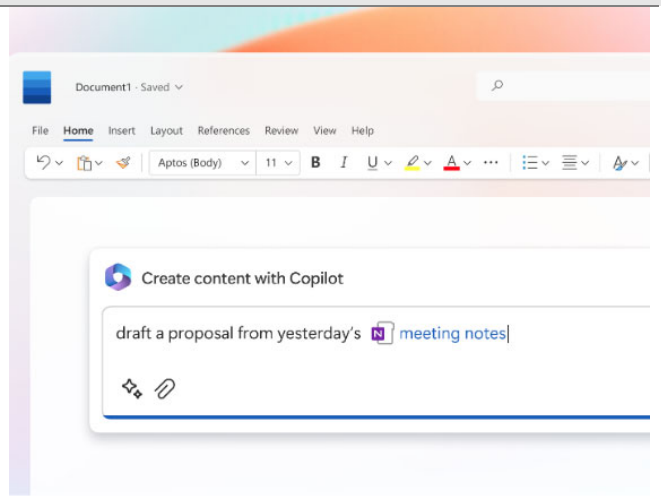 Document1 · Saved
File Home Insert Layout References Review View Help
Aptos (Body) 11 B I U A ··· A
Create content with Copilot
draft a proposal from yesterday's N meeting notes